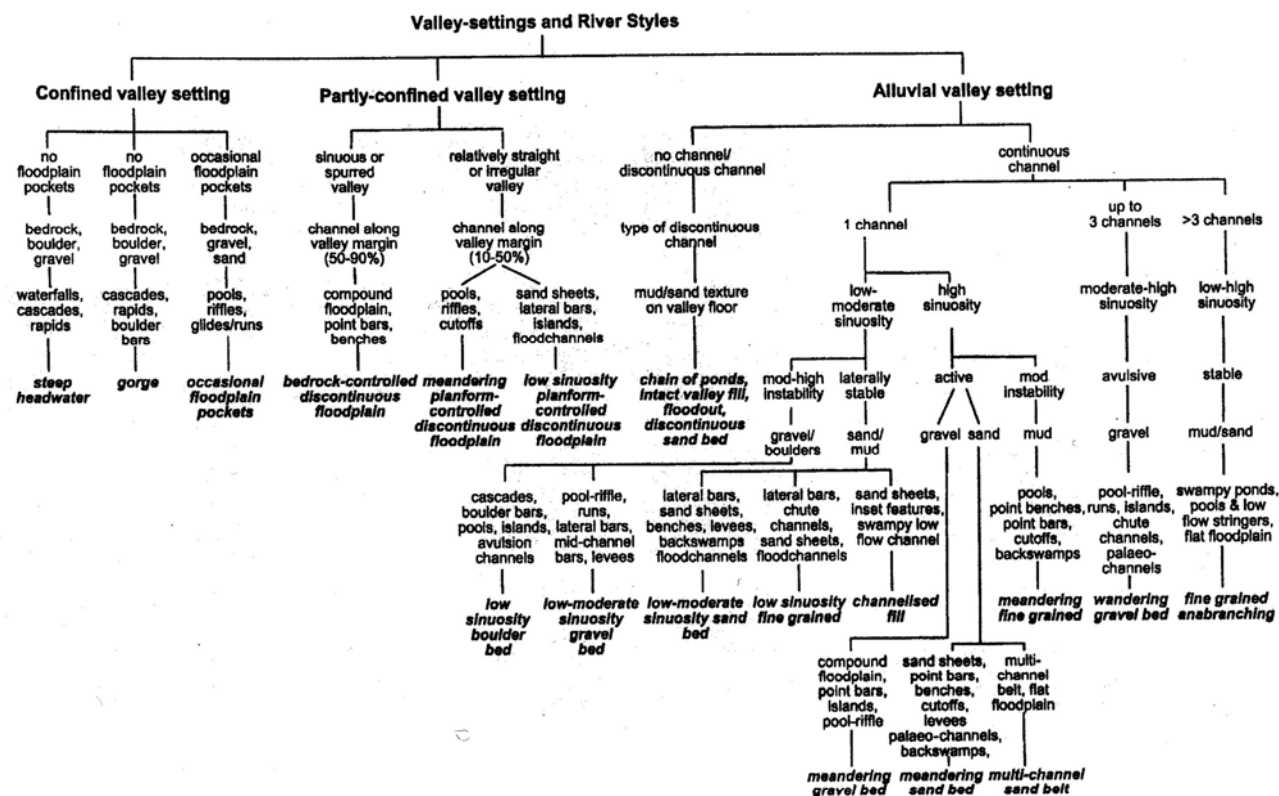 Valley-settings and River Styles
Confined valley setting
Partly-confined valley setting
Alluvial valley setting
no
floodplain
pockets
no
floodplain
pockets
occasional
floodplain
pockets
sinuous or
spurred
valley
relatively straight
or irregular
valley
no channel/
discontinuous channel
continuous
channel
bedrock,
boulder,
gravel
bedrock,
boulder,
gravel
bedrock,
gravel,
sand
channel along
valley margin
(50-90%)
channel along
valley margin
(10-50%)
type of discontinuous
channel
1 channel
up to
3 channels
>3 channels
waterfalls,
cascades,
rapids
cascades,
rapids,
boulder
bars
pools,
riffles,
glides/runs
compound
floodplain,
point bars,
benches
pools,
riffles,
cutoffs
sand sheets,
lateral bars,
islands,
floodchannels
mud/sand texture
on valley floor
low-
moderate
sinuosity
high
sinuosity
moderate-high
sinuosity
low-high
sinuosity
steep
headwater
gorge
occasional
floodplain
pockets
bedrock-controlled
discontinuous
floodplain
meandering
planform-
controlled
discontinuous
floodplain
low sinuosity
planform-
controlled
discontinuous
floodplain
chain of ponds,
intact valley fill,
floodout,
discontinuous
sand bed
mod-high
instability
laterally
stable
active
mod
instability
avulsive
stable
gravel/
boulders
sand/
mud
gravel
sand
mud
gravel
mud/sand
cascades,
boulder bars,
pools, islands,
avulsion
channels
pool-riffle,
runs,
lateral bars,
mid-channel
bars, levees
lateral bars,
sand sheets,
benches, levees,
backswamps
floodchannels
lateral bars,
chute
channels,
sand sheets,
floodchannels
sand sheets,
inset features,
swampy low
flow channel
pools,
point benches,
point bars,
cutoffs,
backswamps
pool-riffle,
runs, islands,
chute
channels,
palaeo-
channels
swampy ponds,
pools & low
flow stringers,
flat floodplain
low
sinuosity
boulder
bed
low-moderate
sinuosity
gravel
bed
low-moderate
sinuosity sand
bed
low sinuosity
fine grained
channelised
fill
meandering
fine grained
wandering
gravel bed
fine grained
anabranching
compound
floodplain,
point bars,
islands,
pool-riffle
sand sheets,
point bars,
benches,
cutoffs,
levees
palaeo-channels,
backswamps,
multi-
channel
belt, flat
floodplain
meandering
gravel bed
meandering
sand bed
multi-channel
sand belt